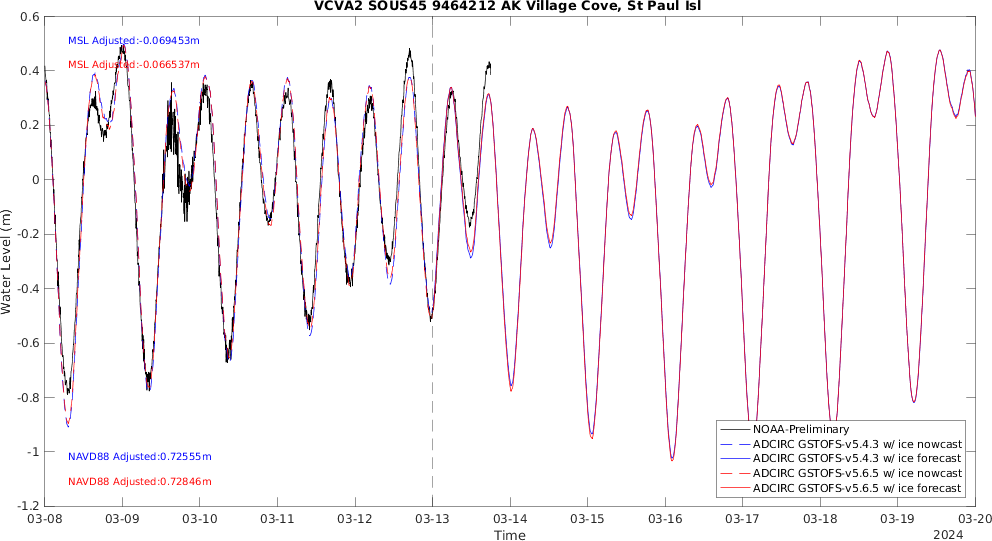 VCVA2 SOUS45 9464212 AK Village Cove, St Paul Isl
0.6
0.4
0.2
0
-0.2
-0.4
-0.6
-0.8
-1
-1.2
Water Level (m)
MSL Adjusted:-0.069453m
MSL Adjusted:-0.066537m
NAVD88 Adjusted:0.72555m
NAVD88 Adjusted:0.72846m
NOAA-Preliminary
ADCIRC GSTOFS-v5.4.3 w/ ice nowcast
ADCIRC GSTOFS-v5.4.3 w/ ice forecast
ADCIRC GSTOFS-v5.6.5 w/ ice nowcast
ADCIRC GSTOFS-v5.6.5 w/ ice forecast
03-08 03-09 03-10 03-11 03-12 03-13 03-14 03-15 03-16 03-17 03-18 03-19 03-20
Time
2024